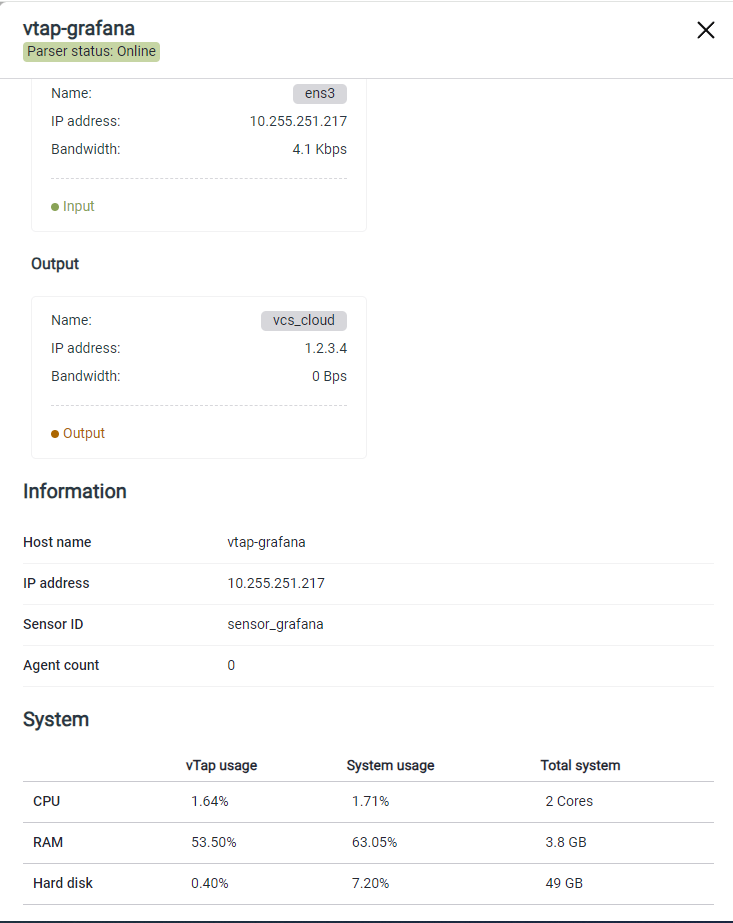 vtap-grafana
Parser status: Online
Name: ens3
IP address: 10.255.251.217
Bandwidth: 4.1 Kbps
Input
Output
Name: vcs_cloud
IP address: 1.2.3.4
Bandwidth: 0 Bps
Output
Information
Host name vtap-grafana
IP address 10.255.251.217
Sensor ID sensor_grafana
Agent count 0
System
vTap usage System usage Total system
CPU 1.64% 1.71% 2 Cores
RAM 53.50% 63.05% 3.8 GB
Hard disk 0.40% 7.20% 49 GB